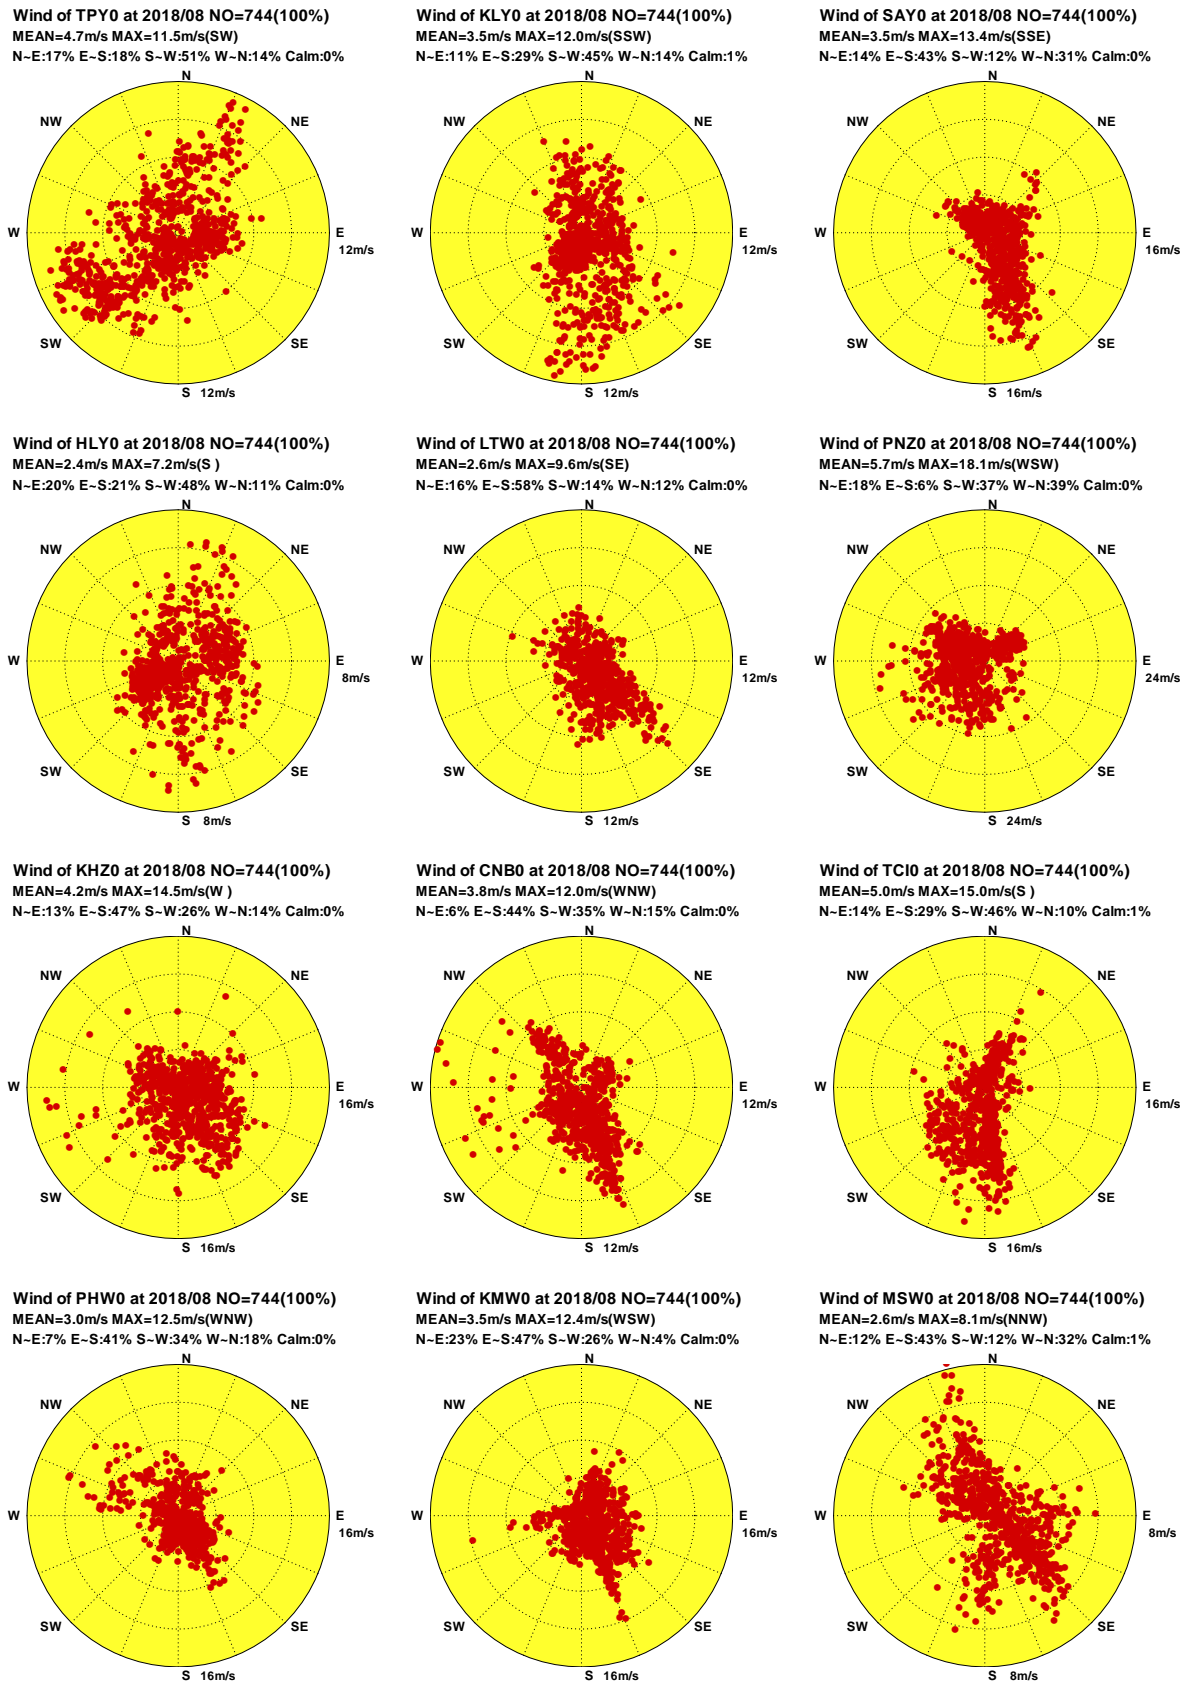 Wind of TPY0 at 2018/08 NO=744(100%)
MEAN=4.7m/s MAX=11.5m/s(SW)
N~E:17% E~S:18% S~W:51% W~N:14% Calm:0%
N
NW
NE
W
E
12m/s
SW
SE
S 12m/s
Wind of KLY0 at 2018/08 NO=744(100%)
MEAN=3.5m/s MAX=12.0m/s(SSW)
N~E:11% E~S:29% S~W:45% W~N:14% Calm:1%
N
NW
NE
W
E
12m/s
SW
SE
S 12m/s
Wind of SAY0 at 2018/08 NO=744(100%)
MEAN=3.5m/s MAX=13.4m/s(SSE)
N~E:14% E~S:43% S~W:12% W~N:31% Calm:0%
N
NW
NE
W
E
16m/s
SW
SE
S 16m/s
Wind of HLY0 at 2018/08 NO=744(100%)
MEAN=2.4m/s MAX=7.2m/s(S )
N~E:20% E~S:21% S~W:48% W~N:11% Calm:0%
N
NW
NE
W
E
8m/s
SW
SE
S 8m/s
Wind of LTW0 at 2018/08 NO=744(100%)
MEAN=2.6m/s MAX=9.6m/s(SE)
N~E:16% E~S:58% S~W:14% W~N:12% Calm:0%
N
NW
NE
W
E
12m/s
SW
SE
S 12m/s
Wind of PNZ0 at 2018/08 NO=744(100%)
MEAN=5.7m/s MAX=18.1m/s(WSW)
N~E:18% E~S:6% S~W:37% W~N:39% Calm:0%
N
NW
NE
W
E
24m/s
SW
SE
S 24m/s
Wind of KHZ0 at 2018/08 NO=744(100%)
MEAN=4.2m/s MAX=14.5m/s(W )
N~E:13% E~S:47% S~W:26% W~N:14% Calm:0%
N
NW
NE
W
E
16m/s
SW
SE
S 16m/s
Wind of CNB0 at 2018/08 NO=744(100%)
MEAN=3.8m/s MAX=12.0m/s(WNW)
N~E:6% E~S:44% S~W:35% W~N:15% Calm:0%
N
NW
NE
W
E
12m/s
SW
SE
S 12m/s
Wind of TCI0 at 2018/08 NO=744(100%)
MEAN=5.0m/s MAX=15.0m/s(S )
N~E:14% E~S:29% S~W:46% W~N:10% Calm:1%
N
NW
NE
W
E
16m/s
SW
SE
S 16m/s
Wind of PHW0 at 2018/08 NO=744(100%)
MEAN=3.0m/s MAX=12.5m/s(WNW)
N~E:7% E~S:41% S~W:34% W~N:18% Calm:0%
N
NW
NE
W
E
16m/s
SW
SE
S 16m/s
Wind of KMW0 at 2018/08 NO=744(100%)
MEAN=3.5m/s MAX=12.4m/s(WSW)
N~E:23% E~S:47% S~W:26% W~N:4% Calm:0%
N
NW
NE
W
E
16m/s
SW
SE
S 16m/s
Wind of MSW0 at 2018/08 NO=744(100%)
MEAN=2.6m/s MAX=8.1m/s(NNW)
N~E:12% E~S:43% S~W:12% W~N:32% Calm:1%
N
NW
NE
W
E
8m/s
SW
SE
S 8m/s